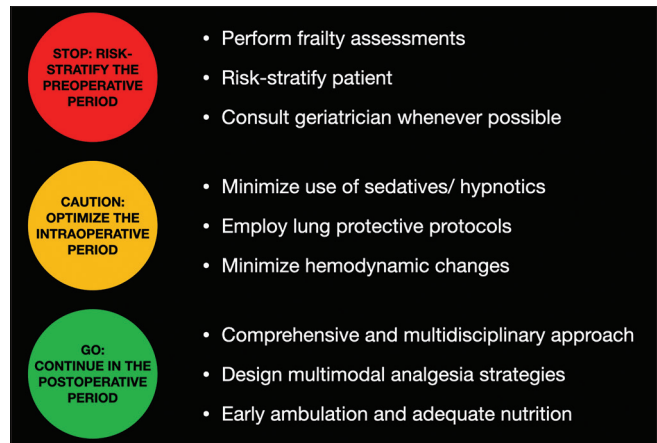 STOP: RISK-
STRATIFY THE
PREOPERATIVE
PERIOD
• Perform frailty assessments
• Risk-stratify patient
• Consult geriatrician whenever possible
CAUTION:
OPTIMIZE THE
INTRAOPERATIVE
PERIOD
• Minimize use of sedatives/ hypnotics
• Employ lung protective protocols
• Minimize hemodynamic changes
GO:
CONTINUE IN THE
POSTOPERATIVE
PERIOD
• Comprehensive and multidisciplinary approach
• Design multimodal analgesia strategies
• Early ambulation and adequate nutrition